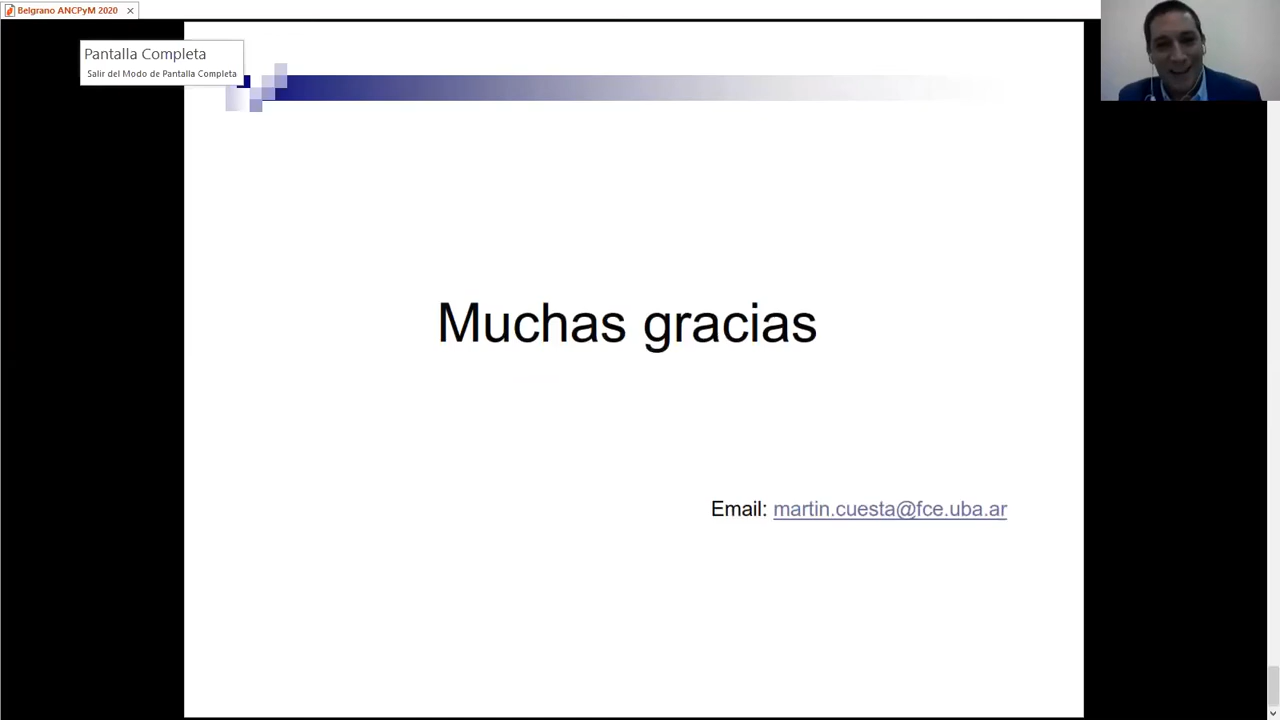 Belgrano ANCPyM 2020
Pantalla Completa
Salir del Modo de Pantalla Completa
Muchas gracias
Email: martin.cuesta@fce.uba.ar